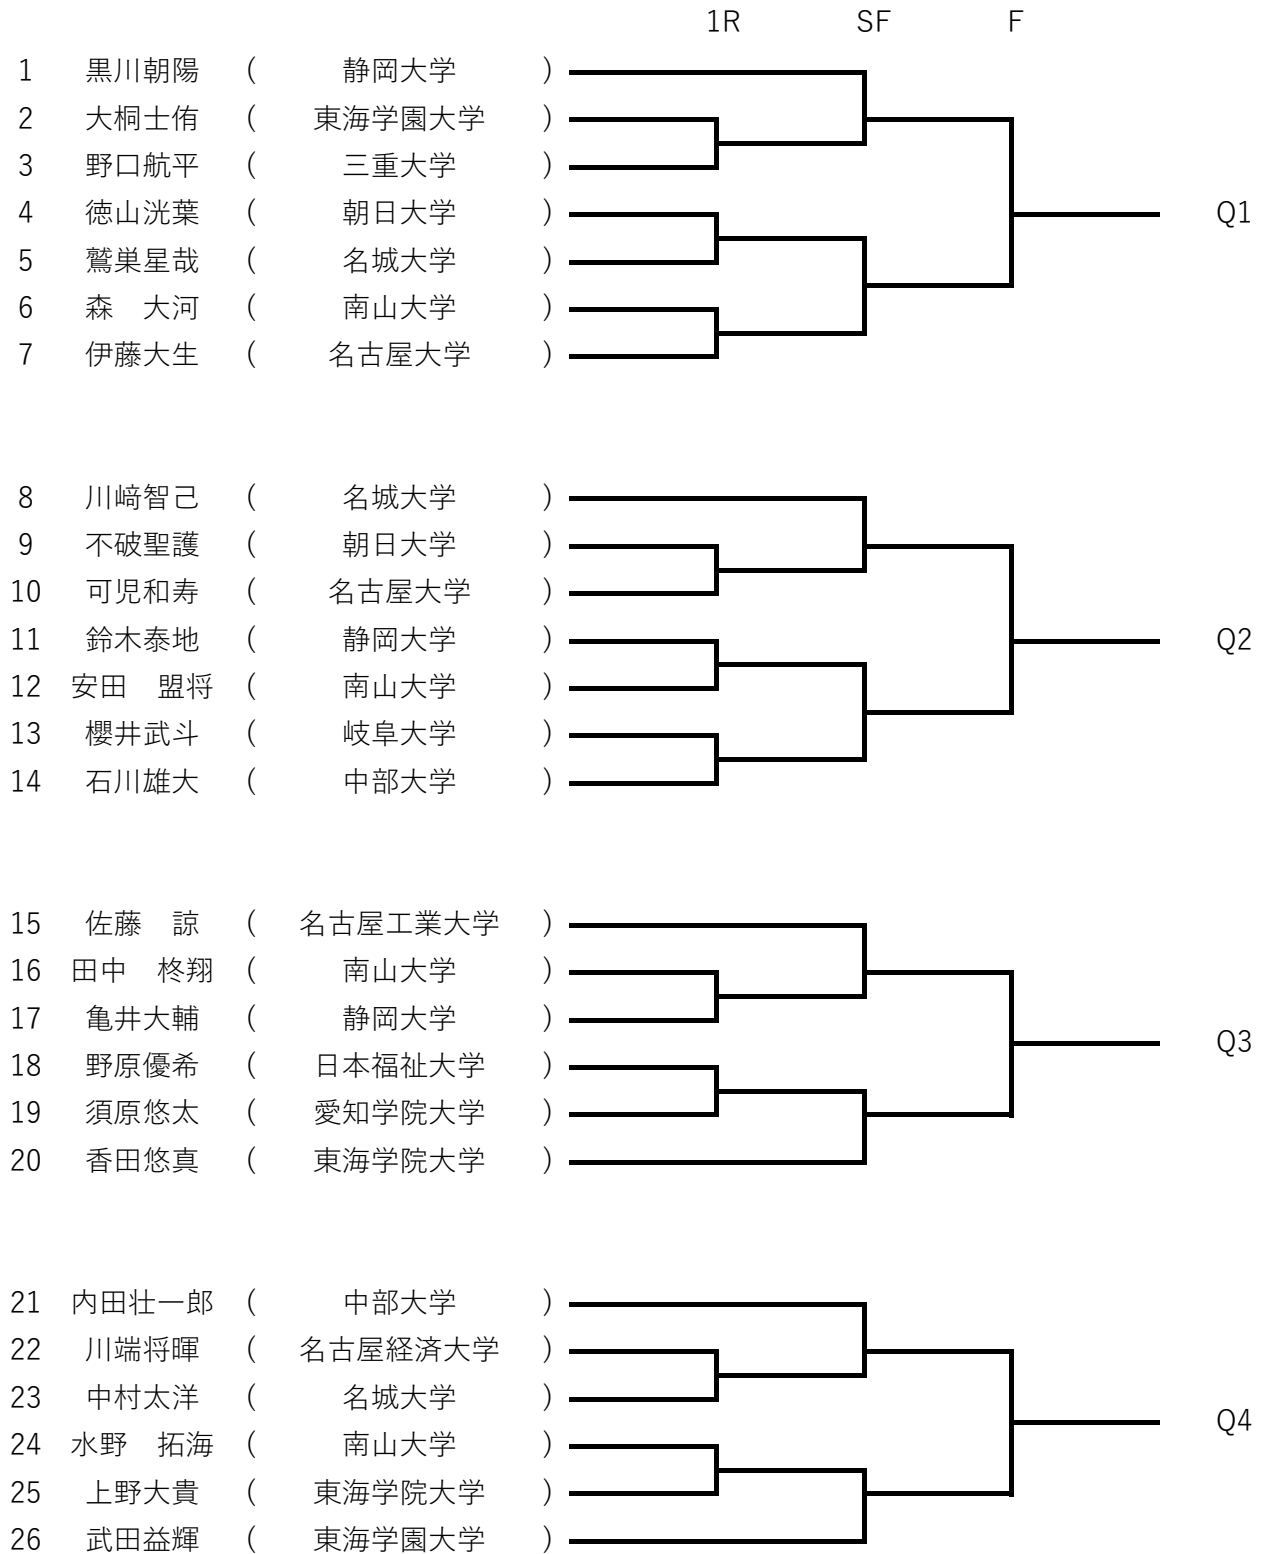 1R SF F
1 黒川朝陽 ( 静岡大学 )
2 大桐士侑 ( 東海学園大学 )
3 野口航平 ( 三重大学 )
4 徳山洸葉 ( 朝日大学 )
Q1
5 鷲巣星哉 ( 名城大学 )
6 森　大河 ( 南山大学 )
7 伊藤大生 ( 名古屋大学 )
8 川﨑智己 ( 名城大学 )
9 不破聖護 ( 朝日大学 )
10 可児和寿 ( 名古屋大学 )
11 鈴木泰地 ( 静岡大学 )
Q2
12 安田　盟将 ( 南山大学 )
13 櫻井武斗 ( 岐阜大学 )
14 石川雄大 ( 中部大学 )
15 佐藤　諒 ( 名古屋工業大学 )
16 田中　柊翔 ( 南山大学 )
17 亀井大輔 ( 静岡大学 )
Q3
18 野原優希 ( 日本福祉大学 )
19 須原悠太 ( 愛知学院大学 )
20 香田悠真 ( 東海学院大学 )
21 内田壮一郎 ( 中部大学 )
22 川端将暉 ( 名古屋経済大学 )
23 中村太洋 ( 名城大学 )
Q4
24 水野　拓海 ( 南山大学 )
25 上野大貴 ( 東海学院大学 )
26 武田益輝 ( 東海学園大学 )